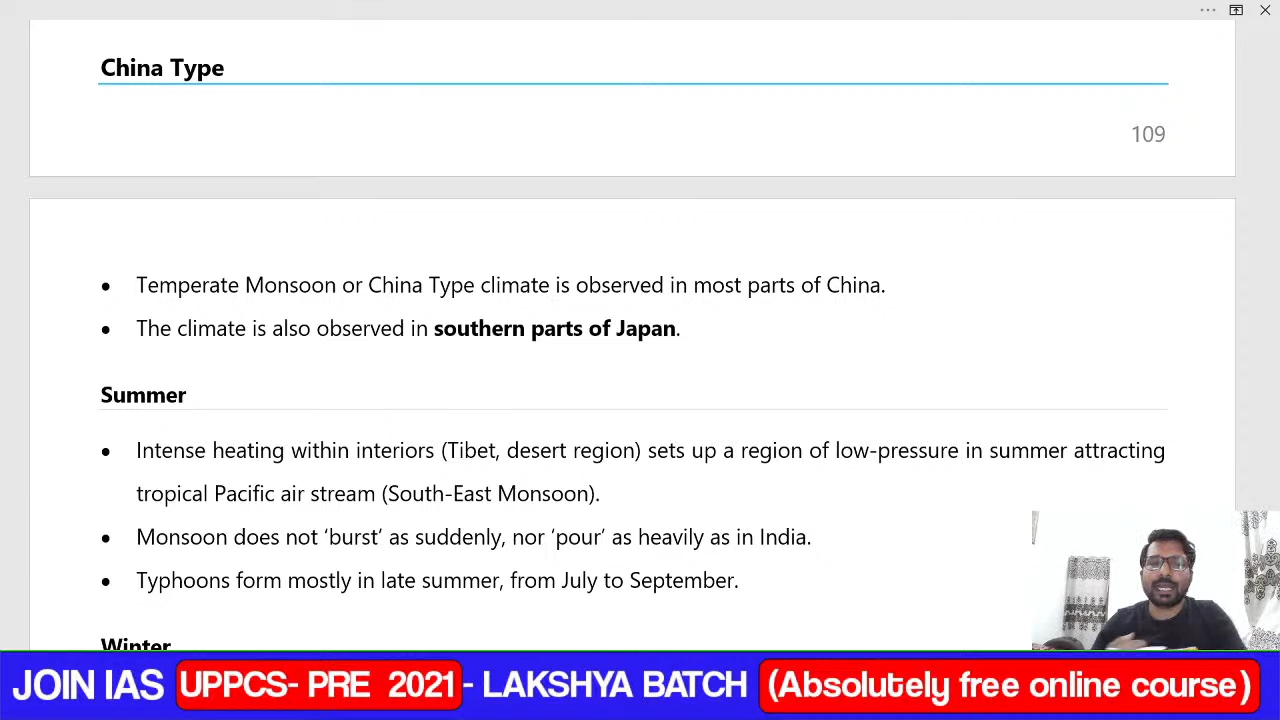 China Type
109
• Temperate Monsoon or China Type climate is observed in most parts of China.
• The climate is also observed in southern parts of Japan.
Summer
• Intense heating within interiors (Tibet, desert region) sets up a region of low-pressure in summer attracting
tropical Pacific air stream (South-East Monsoon).
• Monsoon does not ‘burst’ as suddenly, nor ‘pour’ as heavily as in India.
• Typhoons form mostly in late summer, from July to September.
Winter
JOIN IAS UPPCS- PRE 2021 - LAKSHYA BATCH (Absolutely free online course)